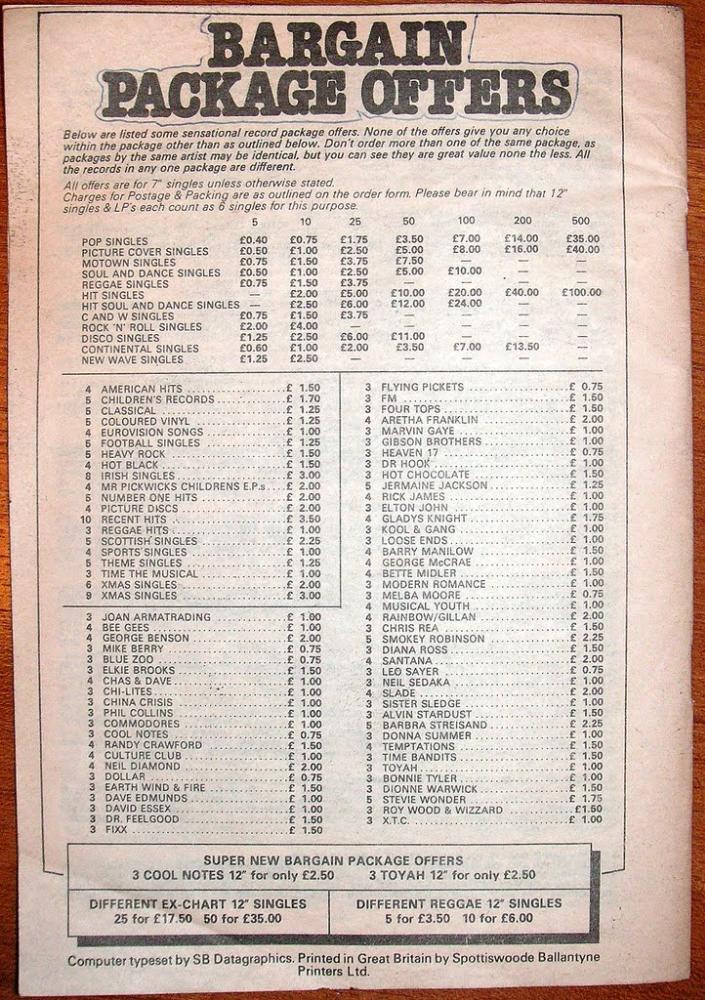 BARGAIN
PACKAGE OFFERS
Below are listed some sensational record package offers. None of the offers give you any choice
within the package other than as outlined below. Don't order more than one of the same package, as
packages by the same artist may be identical, but you can see they are great value none the less. All
the records in any one package are different.
All offers are for 7" singles unless otherwise stated.
Charges for Postage & Packing are as outlined on the order form. Please bear in mind that 12"
singles & LP's each count as 6 singles for this purpose.
5 10 25 50 100 200 500
POP SINGLES £0.40 £0.75 £1.75 £3.50 £7.00 £14.00 £35.00
PICTURE COVER SINGLES £0.50 £1.00 £2.50 £5.00 £8.00 £16.00 £40.00
MOTOWN SINGLES £0.75 £1.50 £3.75 £7.50 — — —
SOUL AND DANCE SINGLES £0.50 £1.00 £2.50 £5.00 £10.00 — —
REGGAE SINGLES £0.75 £1.50 £3.75 — — — —
HIT SINGLES — £2.00 £5.00 £10.00 £20.00 £40.00 £100.00
HIT SOUL AND DANCE SINGLES — £2.50 £6.00 £12.00 £24.00 — —
C AND W SINGLES £0.75 £1.50 £3.75 — — — —
ROCK 'N' ROLL SINGLES £2.00 £4.00 — — — — —
DISCO SINGLES £1.25 £2.50 £6.00 £11.00 — — —
CONTINENTAL SINGLES £0.60 £1.00 £2.00 £3.50 £7.00 £13.50 —
NEW WAVE SINGLES £1.25 £2.50 — — — — —
4 AMERICAN HITS £ 1.50
5 CHILDREN'S RECORDS £ 1.70
5 CLASSICAL £ 1.25
5 COLOURED VINYL £ 1.25
4 EUROVISION SONGS £ 1.00
5 FOOTBALL SINGLES £ 1.25
5 HEAVY ROCK £ 1.50
4 HOT BLACK £ 1.50
8 IRISH SINGLES £ 3.00
4 MR PICKWICKS CHILDRENS E.P.s £ 2.00
5 NUMBER ONE HITS £ 2.00
4 PICTURE DISCS £ 2.00
10 RECENT HITS £ 3.50
3 REGGAE HITS £ 1.00
5 SCOTTISH SINGLES £ 2.25
4 SPORTS SINGLES £ 1.00
5 THEME SINGLES £ 1.25
3 TIME THE MUSICAL £ 1.00
6 XMAS SINGLES £ 2.00
9 XMAS SINGLES £ 3.00
3 JOAN ARMATRADING £ 1.00
4 BEE GEES £ 1.00
4 GEORGE BENSON £ 2.00
3 MIKE BERRY £ 0.75
3 BLUE ZOO £ 0.75
3 ELKIE BROOKS £ 1.50
4 CHAS & DAVE £ 1.00
3 CHI-LITES £ 1.00
3 CHINA CRISIS £ 1.00
3 PHIL COLLINS £ 1.00
3 COMMODORES £ 1.00
3 COOL NOTES £ 0.75
4 RANDY CRAWFORD £ 1.50
4 CULTURE CLUB £ 1.00
4 NEIL DIAMOND £ 2.00
3 DOLLAR £ 0.75
3 EARTH WIND & FIRE £ 1.50
3 DAVE EDMUNDS £ 1.00
3 DAVID ESSEX £ 1.00
3 DR. FEELGOOD £ 1.50
3 FIXX £ 1.50
3 FLYING PICKETS £ 0.75
3 FM £ 1.50
3 FOUR TOPS £ 1.50
4 ARETHA FRANKLIN £ 2.00
3 MARVIN GAYE £ 1.00
3 GIBSON BROTHERS £ 1.00
3 HEAVEN 17 £ 0.75
3 DR HOOK £ 1.00
3 HOT CHOCOLATE £ 1.50
5 JERMAINE JACKSON £ 1.25
4 RICK JAMES £ 1.00
3 ELTON JOHN £ 1.00
4 GLADYS KNIGHT £ 1.75
3 KOOL & GANG £ 1.00
3 LOOSE ENDS £ 1.00
4 BARRY MANILOW £ 1.50
4 GEORGE McCRAE £ 1.00
4 BETTE MIDLER £ 1.50
3 MODERN ROMANCE £ 1.00
3 MELBA MOORE £ 0.75
4 MUSICAL YOUTH £ 1.00
4 RAINBOW/GILLAN £ 2.00
3 CHRIS REA £ 1.50
5 SMOKEY ROBINSON £ 2.25
3 DIANA ROSS £ 1.50
4 SANTANA £ 2.00
3 LEO SAYER £ 0.75
3 NEIL SEDAKA £ 1.00
4 SLADE £ 2.00
3 SISTER SLEDGE £ 1.00
3 ALVIN STARDUST £ 1.50
5 BARBRA STREISAND £ 2.25
3 DONNA SUMMER £ 1.00
4 TEMPTATIONS £ 1.50
3 TIME BANDITS £ 1.50
3 TOYAH £ 1.00
3 BONNIE TYLER £ 1.00
3 DIONNE WARWICK £ 1.50
5 STEVIE WONDER £ 1.75
3 ROY WOOD & WIZZARD £1.50
3 X.T.C. £ 1.00
SUPER NEW BARGAIN PACKAGE OFFERS
3 COOL NOTES 12" for only £2.50 3 TOYAH 12" for only £2.50
DIFFERENT EX-CHART 12" SINGLES
25 for £17.50 50 for £35.00
DIFFERENT REGGAE 12" SINGLES
5 for £3.50 10 for £6.00
Computer typeset by SB Datagraphics. Printed in Great Britain by Spottiswoode Ballantyne
Printers Ltd.